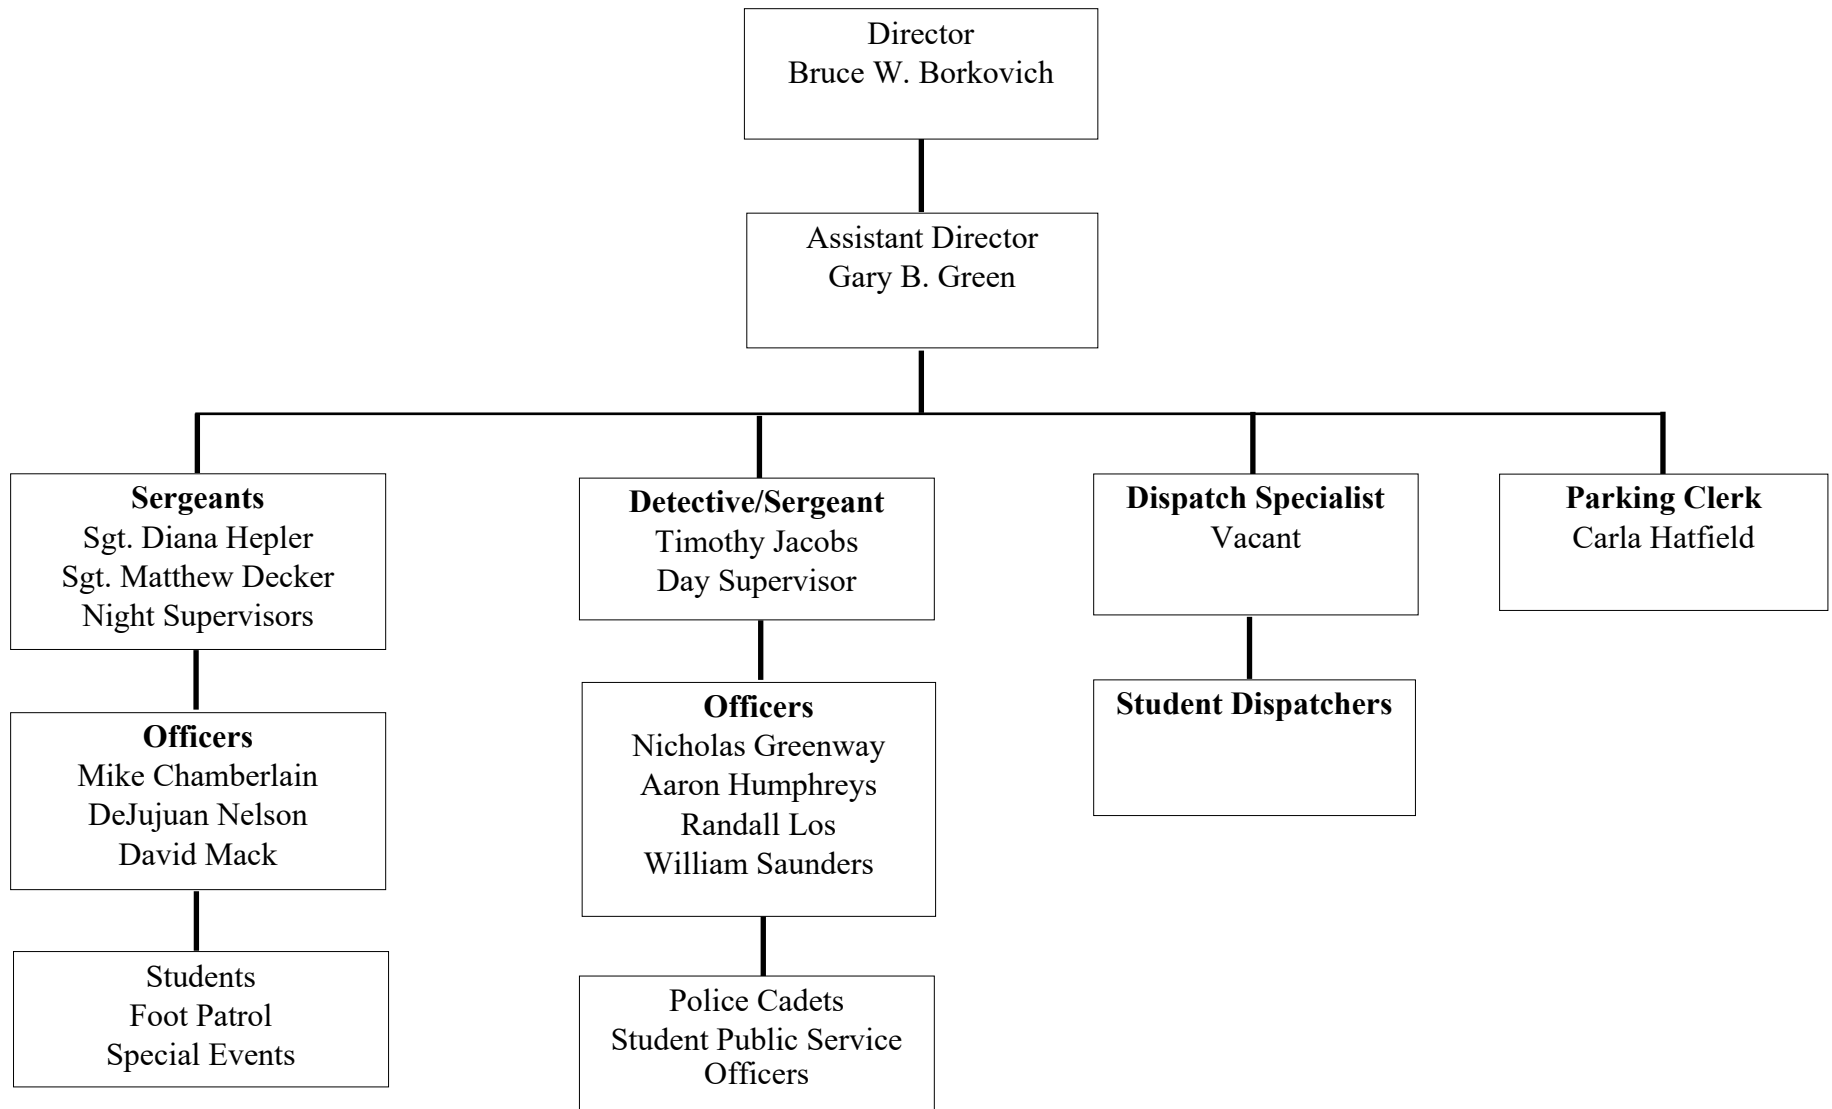 Director
Bruce W. Borkovich
Assistant Director
Gary B. Green
Sergeants
Sgt. Diana Hepler
Sgt. Matthew Decker
Night Supervisors
Detective/Sergeant
Timothy Jacobs
Day Supervisor
Dispatch Specialist
Vacant
Parking Clerk
Carla Hatfield
Officers
Mike Chamberlain
DeJujuan Nelson
David Mack
Officers
Nicholas Greenway
Aaron Humphreys
Randall Los
William Saunders
Student Dispatchers
Students
Foot Patrol
Special Events
Police Cadets
Student Public Service
Officers